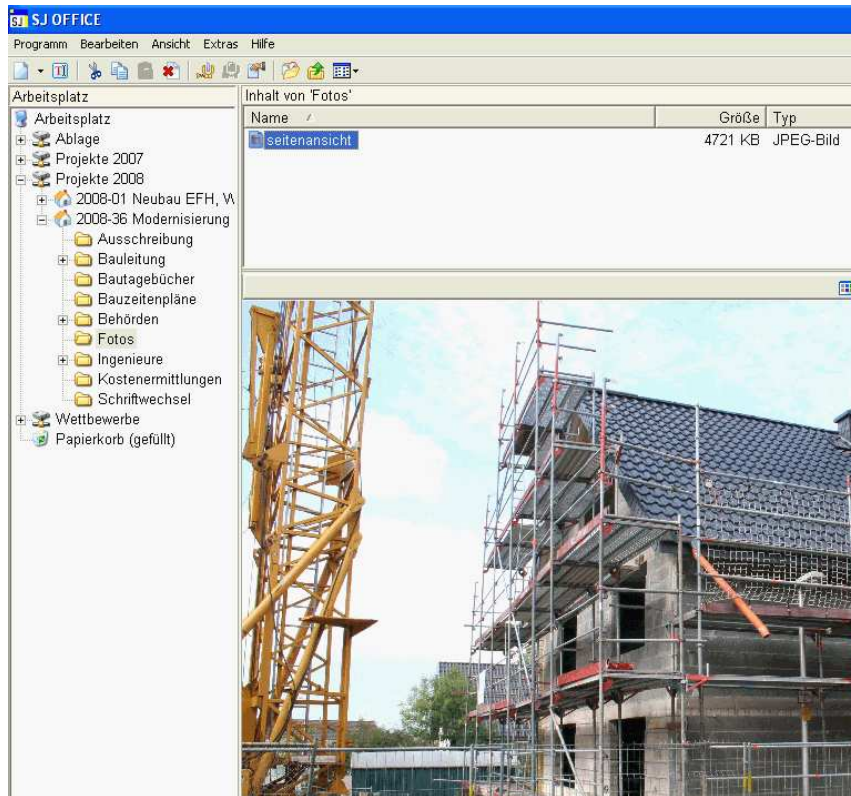 SJ SJ OFFICE
Programm Bearbeiten Ansicht Extras Hilfe
Arbeitsplatz
Inhalt von 'Fotos'
Arbeitsplatz
Ablage
Projekte 2007
Projekte 2008
2008-01 Neubau EFH, W
2008-36 Modernisierung
Ausschreibung
Bauleitung
Bautagebücher
Bauzeitenpläne
Behörden
Fotos
Ingenieure
Kostenermittlungen
Schriftwechsel
Wettbewerbe
Papierkorb (gefüllt)
Name Größe Typ
seitenansicht 4721 KB JPEG-Bild